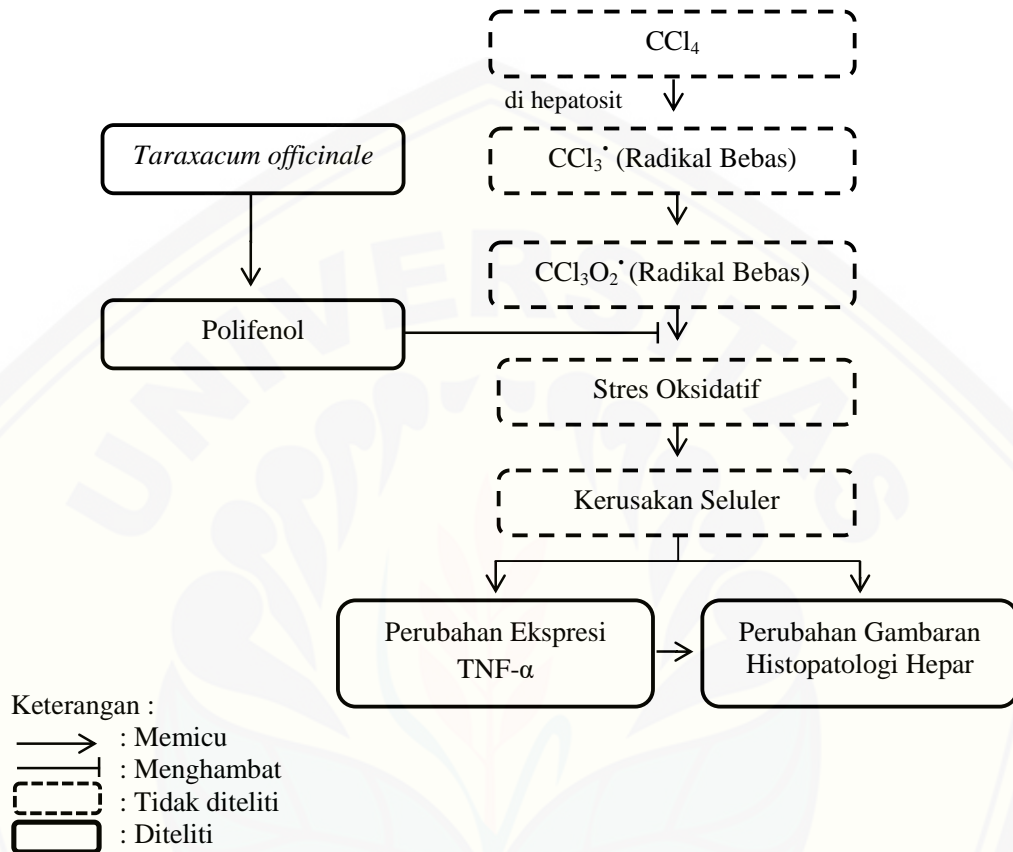 CCl₄
di hepatosit
Taraxacum officinale
CCl₃• (Radikal Bebas)
CCl₃O₂• (Radikal Bebas)
Polifenol
Stres Oksidatif
Kerusakan Seluler
Perubahan Ekspresi
TNF-α
Perubahan Gambaran
Histopatologi Hepar
Keterangan :
: Memicu
: Menghambat
: Tidak diteliti
: Diteliti
UNIVERSITAS